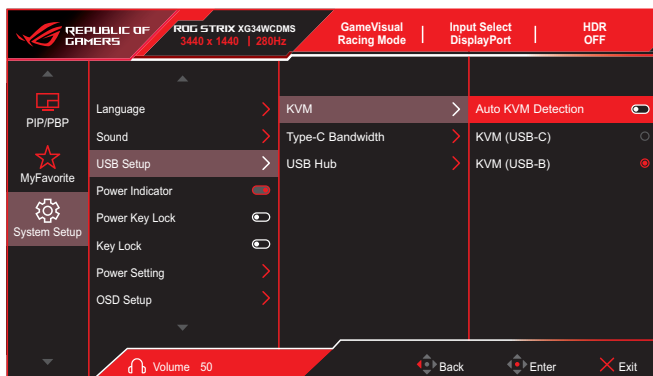 REPUBLIC OF
GAMERS
ROG STRIX XG34WCDMS
3440 x 1440 | 280Hz
GameVisual
Racing Mode
Input Select
DisplayPort
HDR
OFF
PIP/PBP
MyFavorite
System Setup
Language
Sound
USB Setup
Power Indicator
Power Key Lock
Key Lock
Power Setting
OSD Setup
KVM
Type-C Bandwidth
USB Hub
Auto KVM Detection
KVM (USB-C)
KVM (USB-B)
Volume 50
Back
Enter
Exit